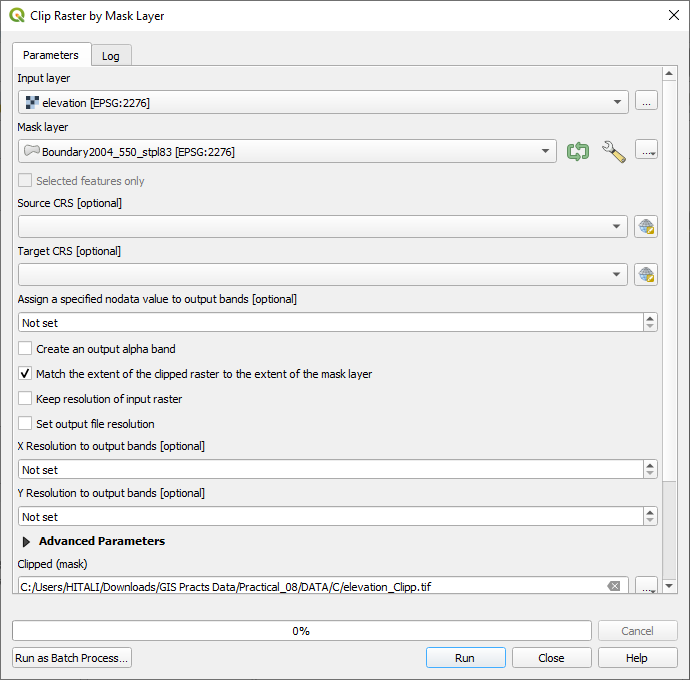 Clip Raster by Mask Layer
Parameters
Log
Input layer
elevation [EPSG:2276]
...
Mask layer
Boundary2004_550_stpl83 [EPSG:2276]
...
Selected features only
Source CRS [optional]
Target CRS [optional]
Assign a specified nodata value to output bands [optional]
Not set
Create an output alpha band
Match the extent of the clipped raster to the extent of the mask layer
Keep resolution of input raster
Set output file resolution
X Resolution to output bands [optional]
Not set
Y Resolution to output bands [optional]
Not set
Advanced Parameters
Clipped (mask)
C:/Users/HITALI/Downloads/GIS Practs Data/Practical_08/DATA/C/elevation_Clipp.tif
...
0%
Cancel
Run as Batch Process...
Run
Close
Help